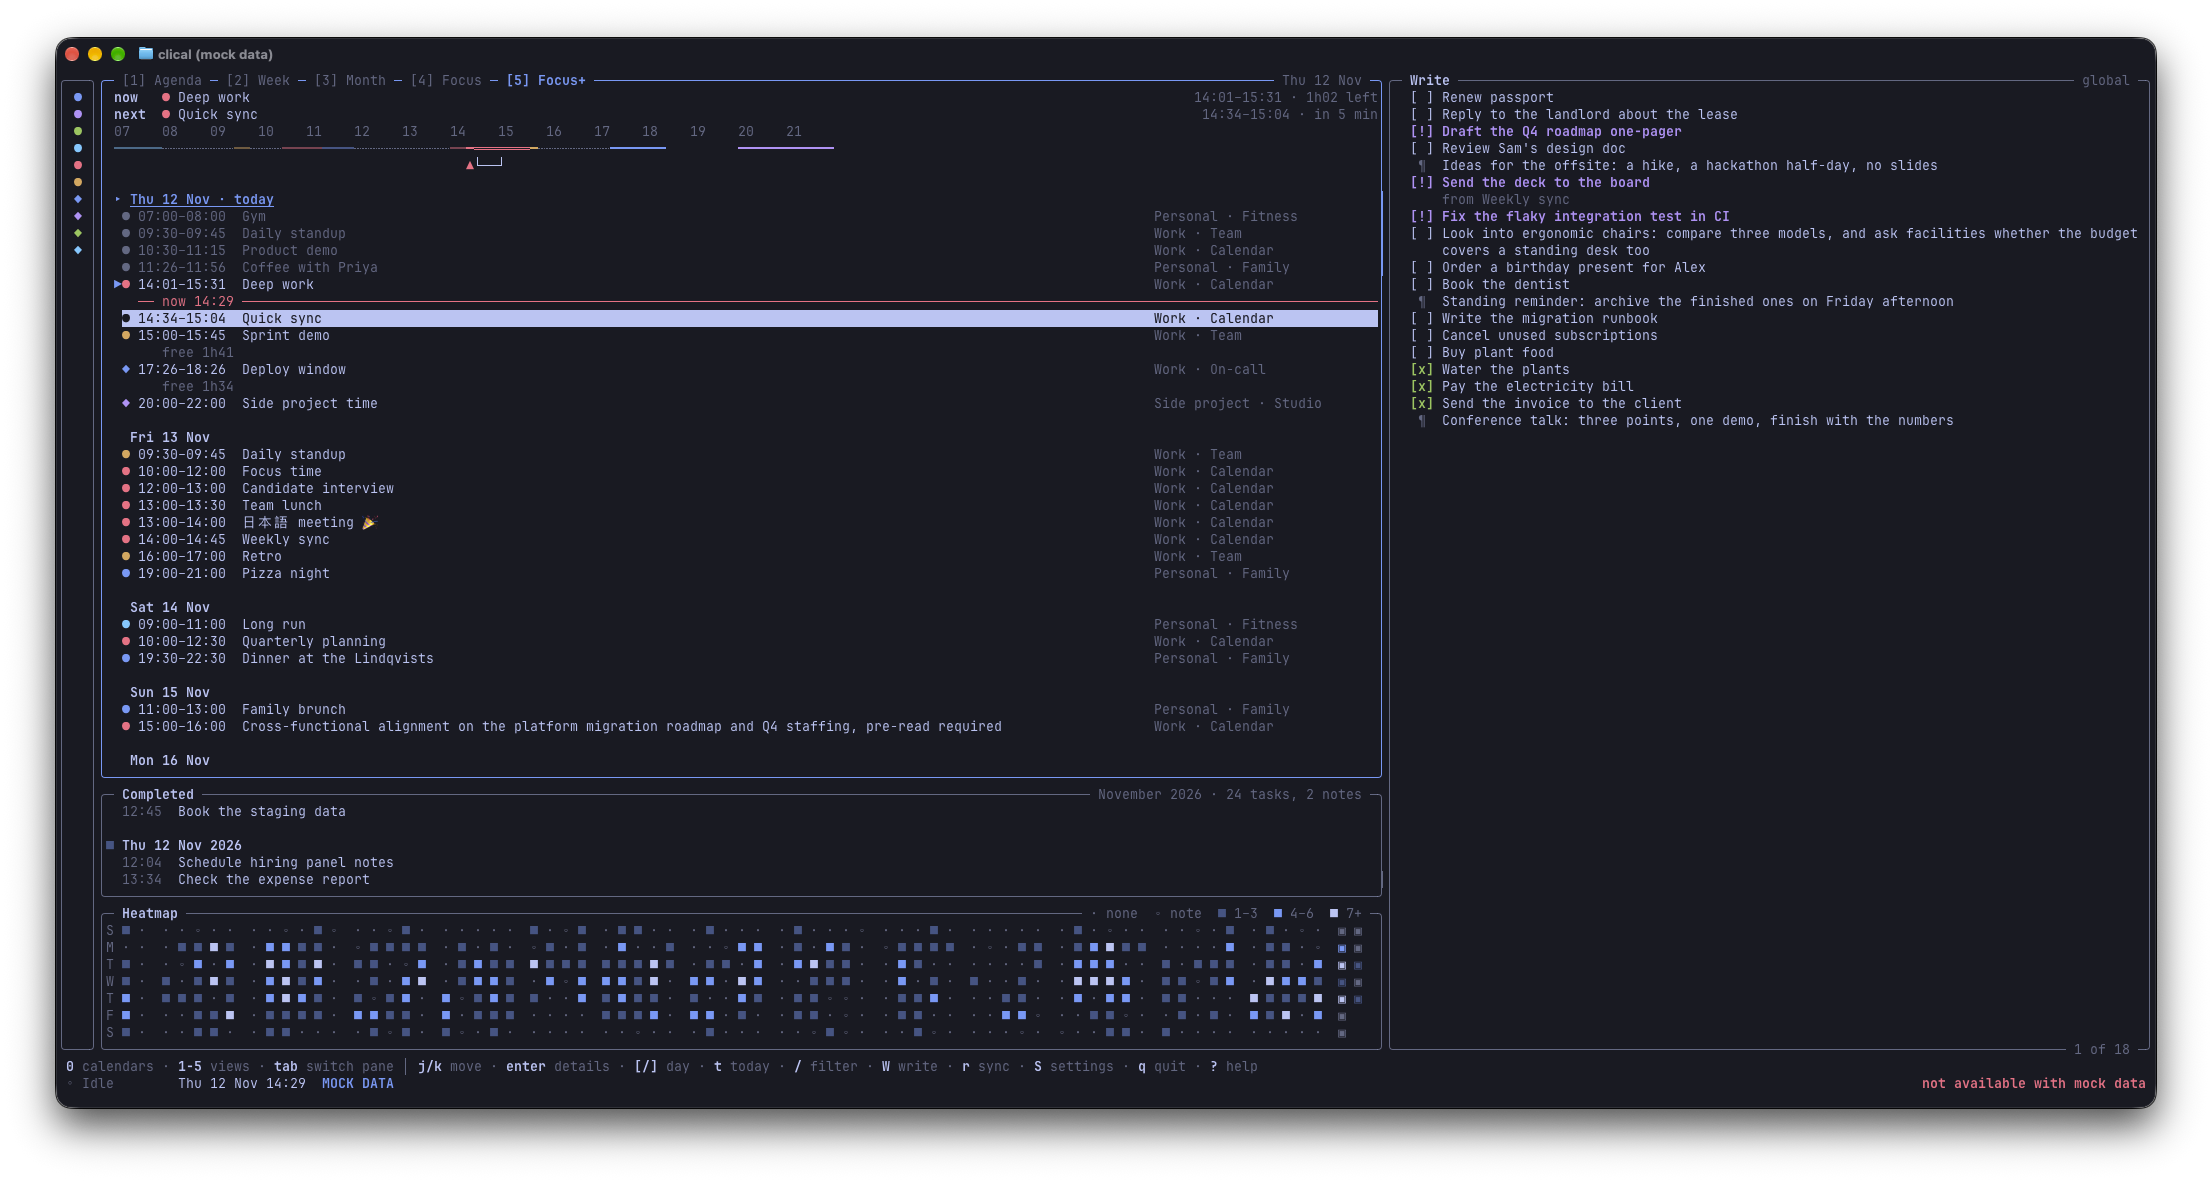 clical (mock data)
[1] Agenda — [2] Week — [3] Month — [4] Focus — [5] Focus+ Thu 12 Nov
now Deep work 14:01–15:31 · 1h02 left
next Quick sync 14:34–15:04 · in 5 min
07 08 09 10 11 12 13 14 15 16 17 18 19 20 21
Thu 12 Nov · today
07:00–08:00 Gym Personal · Fitness
09:30–09:45 Daily standup Work · Team
10:30–11:15 Product demo Work · Calendar
11:26–11:56 Coffee with Priya Personal · Family
14:01–15:31 Deep work Work · Calendar
now 14:29
14:34–15:04 Quick sync Work · Calendar
15:00–15:45 Sprint demo Work · Team
free 1h41
17:26–18:26 Deploy window Work · On-call
free 1h34
20:00–22:00 Side project time Side project · Studio
Fri 13 Nov
09:30–09:45 Daily standup Work · Team
10:00–12:00 Focus time Work · Calendar
12:00–13:00 Candidate interview Work · Calendar
13:00–13:30 Team lunch Work · Calendar
13:00–14:00 日本語 meeting 🎉 Work · Calendar
14:00–14:45 Weekly sync Work · Calendar
16:00–17:00 Retro Work · Team
19:00–21:00 Pizza night Personal · Family
Sat 14 Nov
09:00–11:00 Long run Personal · Fitness
10:00–12:30 Quarterly planning Work · Calendar
19:30–22:30 Dinner at the Lindqvists Personal · Family
Sun 15 Nov
11:00–13:00 Family brunch Personal · Family
15:00–16:00 Cross-functional alignment on the platform migration roadmap and Q4 staffing, pre-read required Work · Calendar
Mon 16 Nov
Completed November 2026 · 24 tasks, 2 notes
12:45 Book the staging data
Thu 12 Nov 2026
12:04 Schedule hiring panel notes
13:34 Check the expense report
Heatmap · none ▫ note ■ 1–3 ■ 4–6 ■ 7+
S
M
T
W
T
F
S
Write global
[ ] Renew passport
[ ] Reply to the landlord about the lease
[!] Draft the Q4 roadmap one-pager
[ ] Review Sam's design doc
¶ Ideas for the offsite: a hike, a hackathon half-day, no slides
[!] Send the deck to the board
from Weekly sync
[!] Fix the flaky integration test in CI
[ ] Look into ergonomic chairs: compare three models, and ask facilities whether the budget
covers a standing desk too
[ ] Order a birthday present for Alex
[ ] Book the dentist
¶ Standing reminder: archive the finished ones on Friday afternoon
[ ] Write the migration runbook
[ ] Cancel unused subscriptions
[ ] Buy plant food
[x] Water the plants
[x] Pay the electricity bill
[x] Send the invoice to the client
¶ Conference talk: three points, one demo, finish with the numbers
1 of 18
0 calendars · 1-5 views · tab switch pane │ j/k move · enter details · [/] day · t today · / filter · W write · r sync · S settings · q quit · ? help
◦ Idle Thu 12 Nov 14:29 MOCK DATA not available with mock data